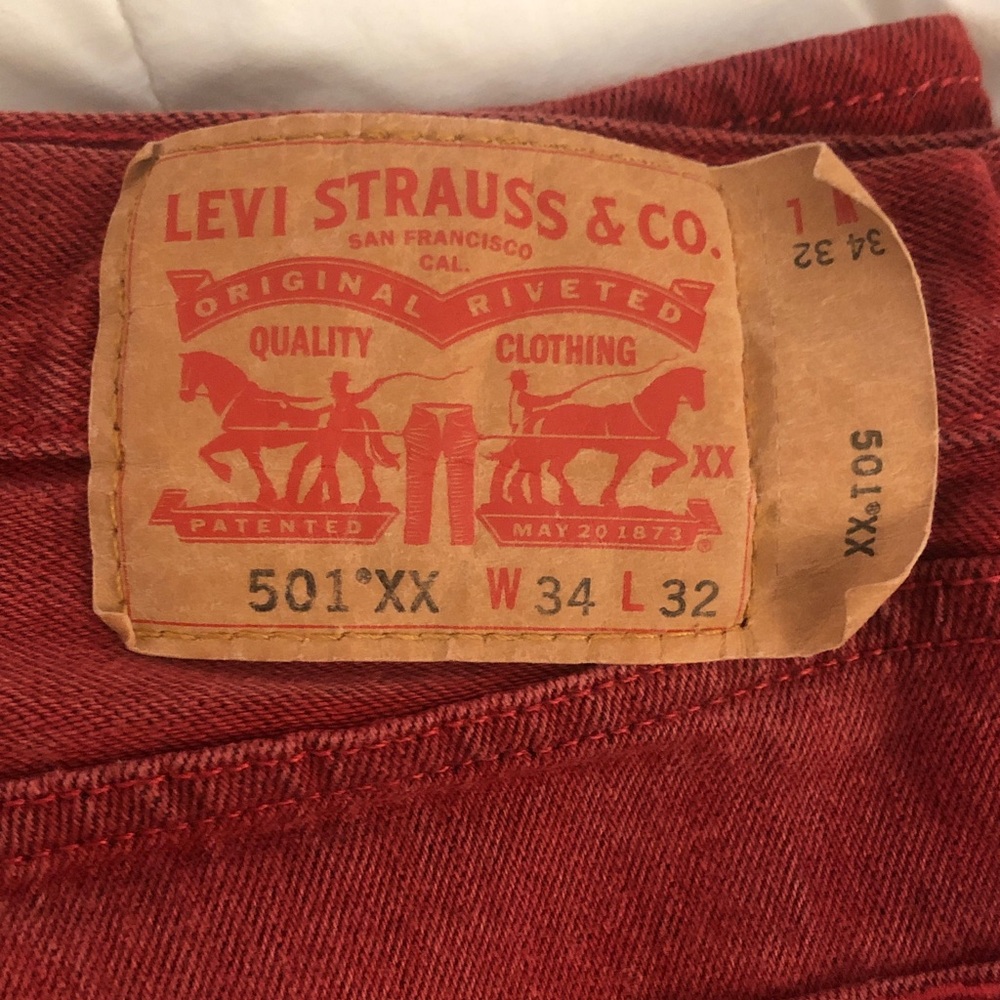 LEVI STRAUSS & CO.
SAN FRANCISCO
CAL.
ORIGINAL RIVETED
QUALITY CLOTHING
XX
PATENTED MAY 20 1873 ®
501®XX W 34 L 32
W L
34 32
501®XX